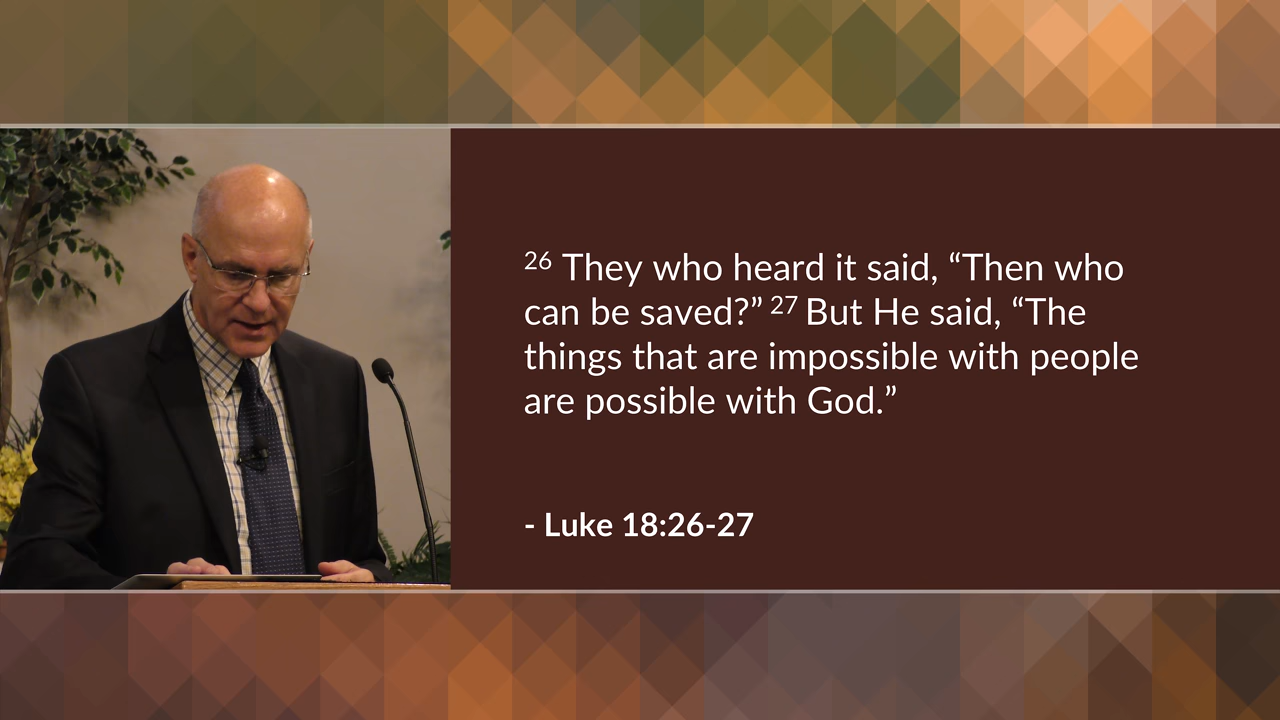 26 They who heard it said, “Then who
can be saved?” 27 But He said, “The
things that are impossible with people
are possible with God.”
- Luke 18:26-27